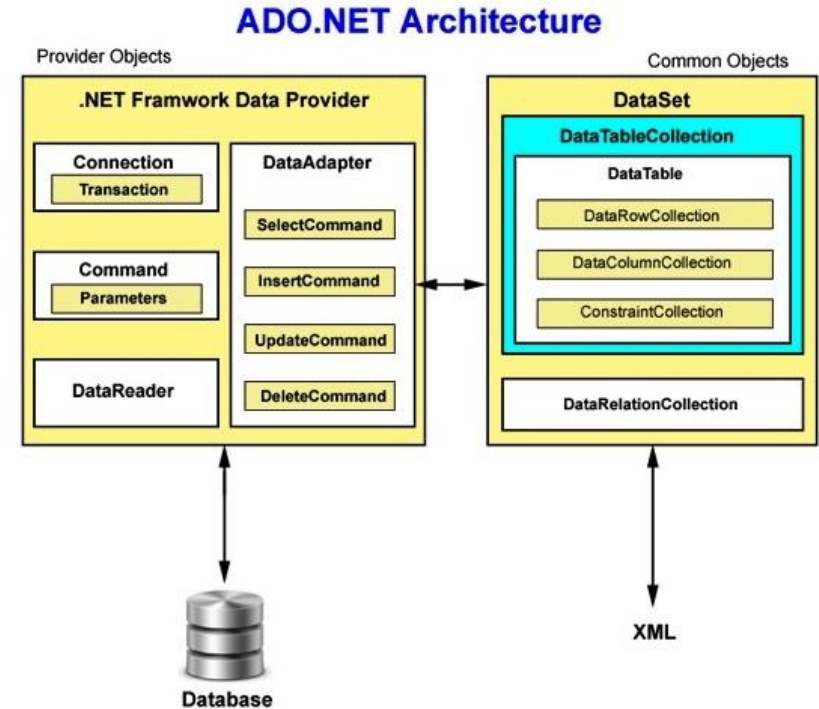 ADO.NET Architecture
Provider Objects
Common Objects
.NET Framwork Data Provider
Connection
Transaction
Command
Parameters
DataReader
DataAdapter
SelectCommand
InsertCommand
UpdateCommand
DeleteCommand
DataSet
DataTableCollection
DataTable
DataRowCollection
DataColumnCollection
ConstraintCollection
DataRelationCollection
Database
XML